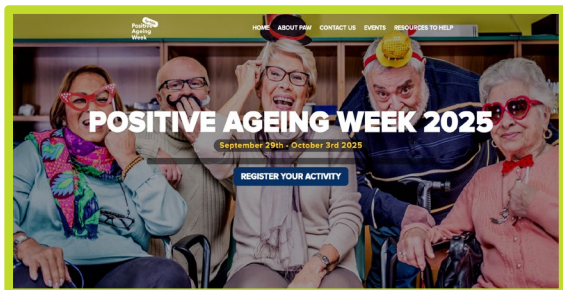 Positive
Ageing
Week
HOME ABOUT PAW CONTACT US EVENTS RESOURCES TO HELP
POSITIVE AGEING WEEK 2025
September 29th - October 3rd 2025
REGISTER YOUR ACTIVITY